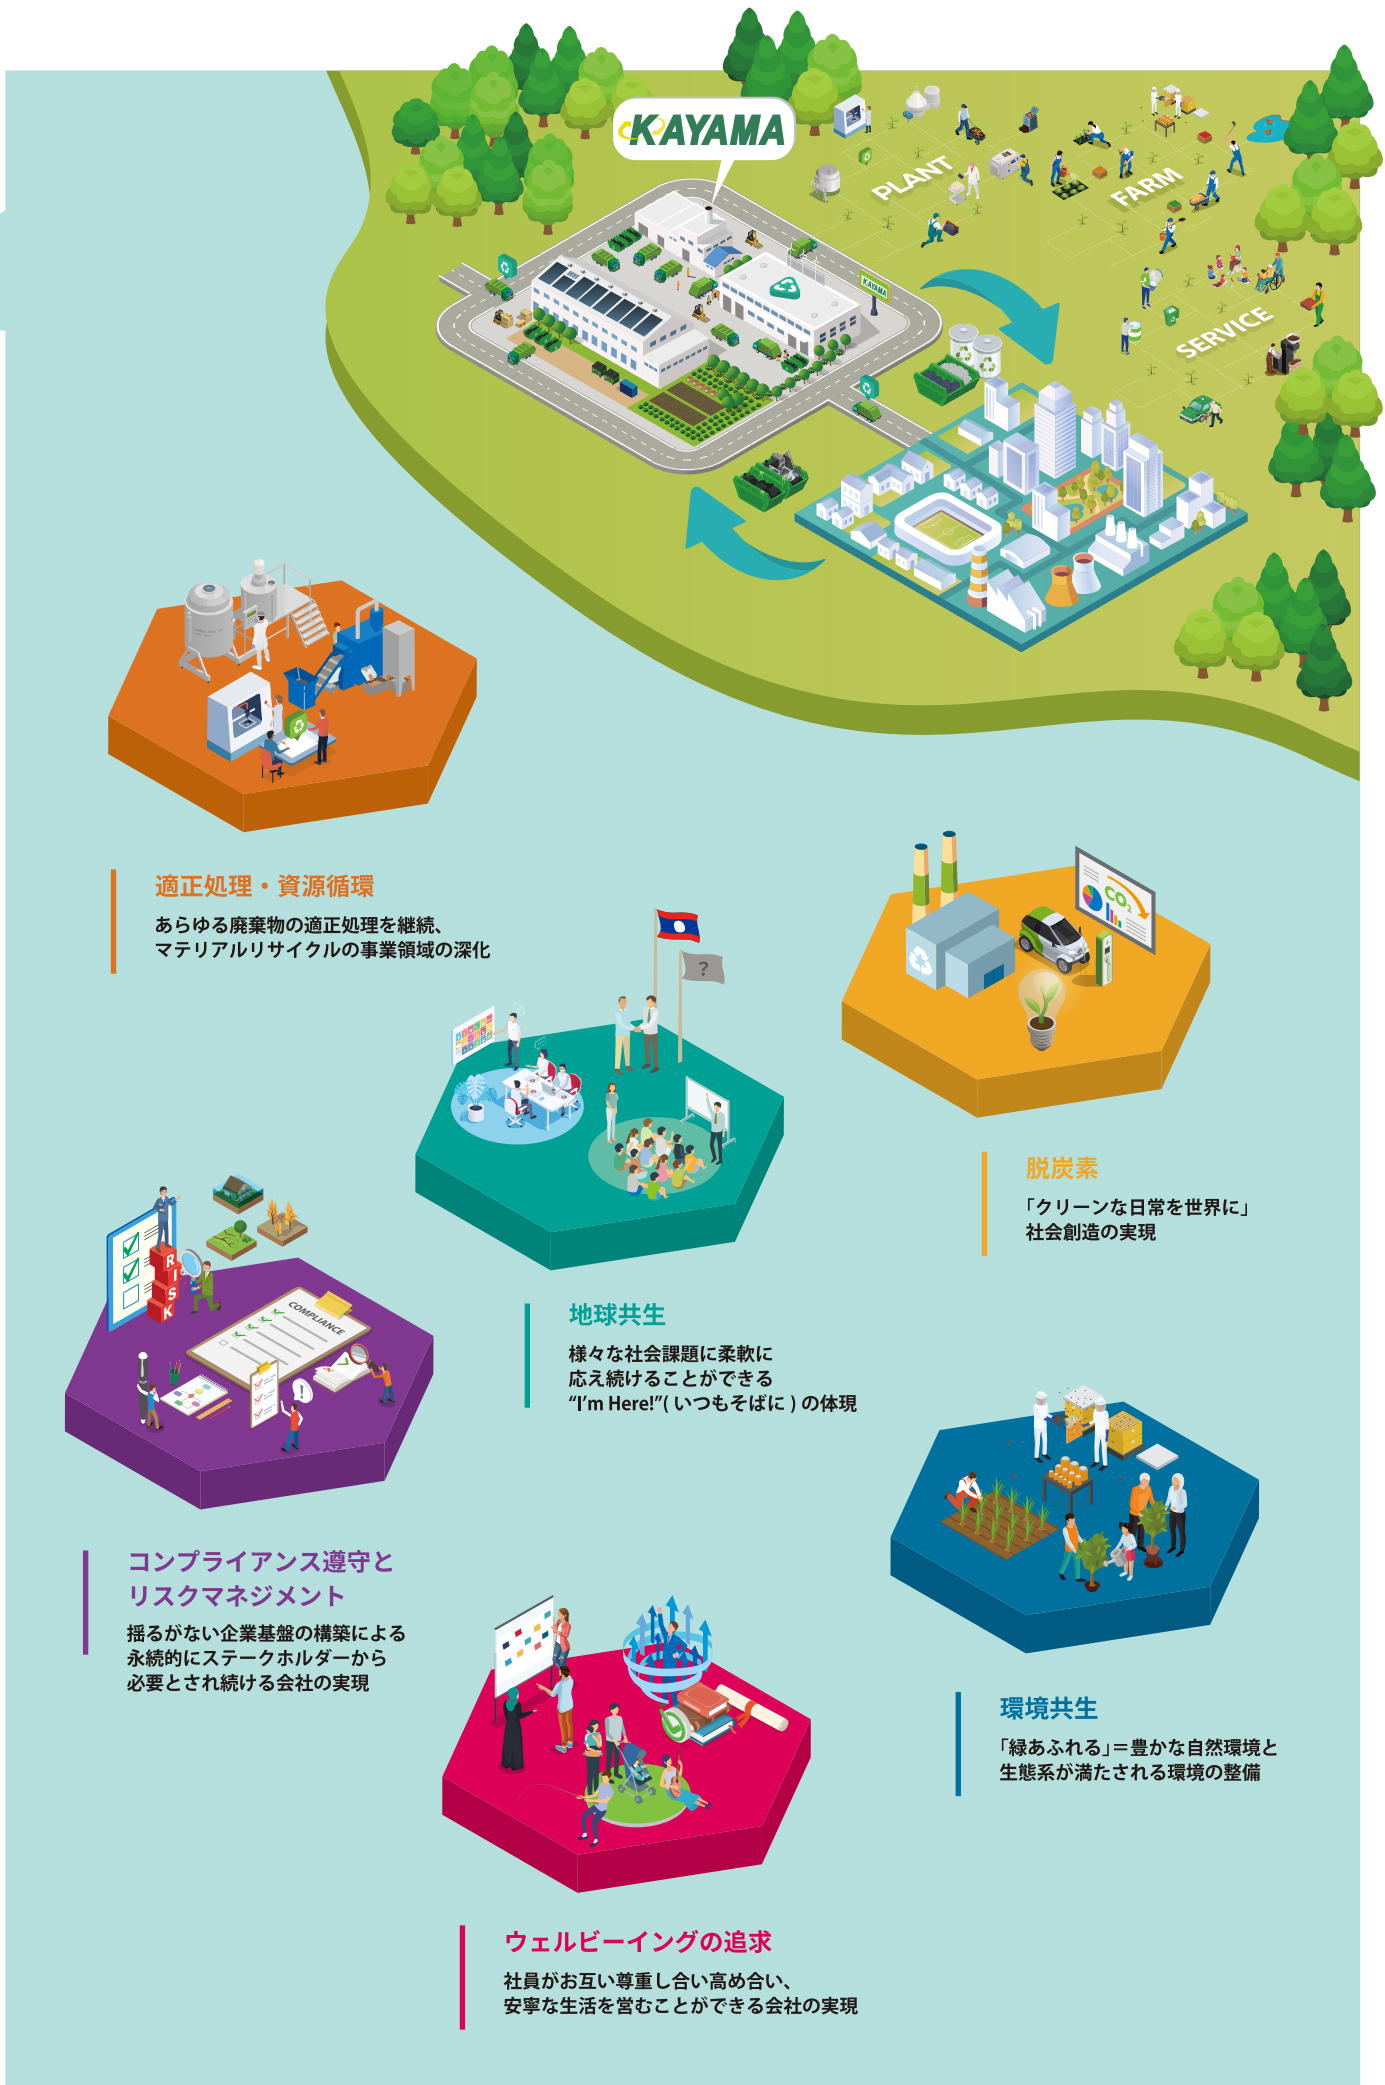 KAYAMA
PLANT
FARM
KAYAMA
SERVICE
適正処理・資源循環
あらゆる廃棄物の適正処理を継続、
マテリアルリサイクルの事業領域の深化
CO2
?
脱炭素
「クリーンな日常を世界に」
社会創造の実現
RISK
COMPLIANCE
!
地球共生
様々な社会課題に柔軟に
応え続けることができる
“I’m Here!”( いつもそばに ) の体現
コンプライアンス遵守と
リスクマネジメント
揺るがない企業基盤の構築による
永続的にステークホルダーから
必要とされ続ける会社の実現
環境共生
「緑あふれる」＝豊かな自然環境と
生態系が満たされる環境の整備
ウェルビーイングの追求
社員がお互い尊重し合い高め合い、
安寧な生活を営むことができる会社の実現